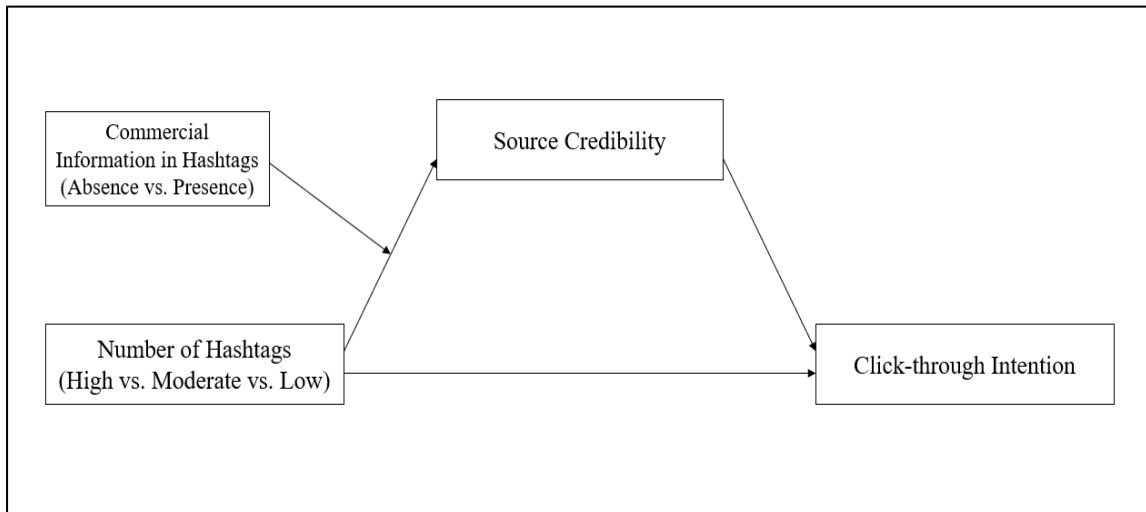 Commercial
Information in Hashtags
(Absence vs. Presence)
Source Credibility
Number of Hashtags
(High vs. Moderate vs. Low)
Click-through Intention